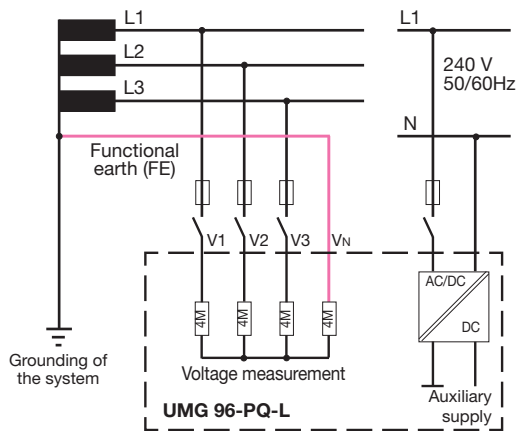 L1
L2
L3
L1
240 V
50/60Hz
N
Functional
earth (FE)
V1
V2
V3
VN
4M
4M
4M
4M
AC/DC
DC
Grounding of
the system
Voltage measurement
UMG 96-PQ-L
Auxiliary
supply